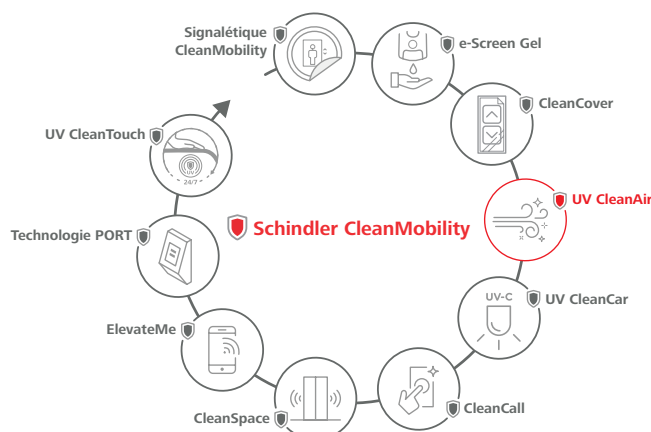 Signalétique
CleanMobility
e-Screen Gel
CleanCover
UV CleanTouch
UV
24/7
UV CleanAir
Schindler CleanMobility
Technologie PORT
UV-C
UV CleanCar
ElevateMe
CleanCall
CleanSpace